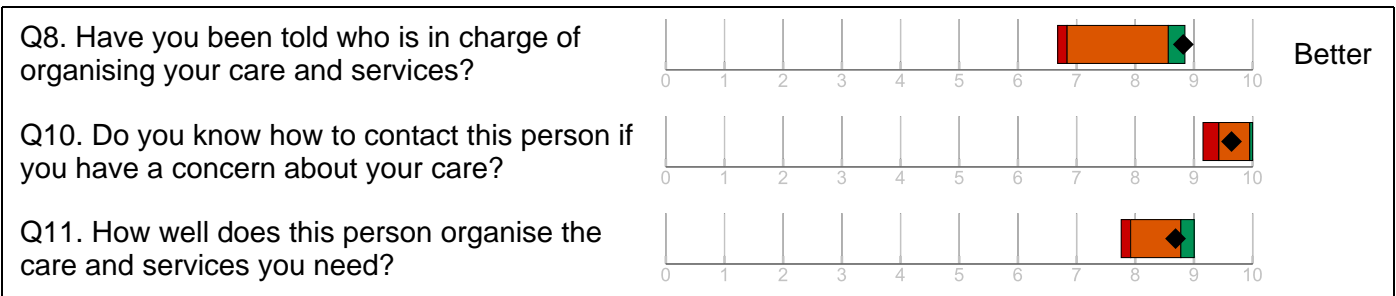 Q8. Have you been told who is in charge of
organising your care and services?
0 1 2 3 4 5 6 7 8 9 10
Better
Q10. Do you know how to contact this person if
you have a concern about your care?
0 1 2 3 4 5 6 7 8 9 10
Q11. How well does this person organise the
care and services you need?
0 1 2 3 4 5 6 7 8 9 10